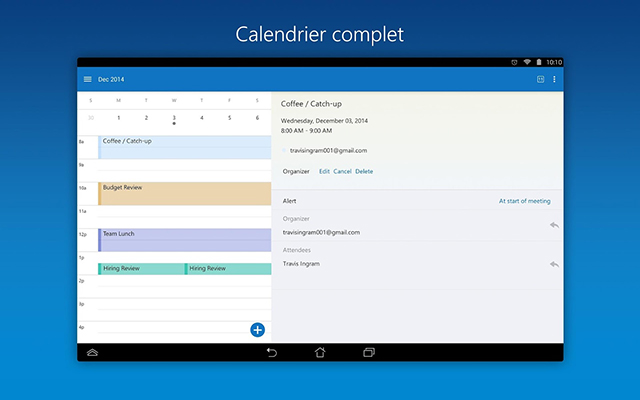 Calendrier complet
10:10
Dec 2014
S M T W T F S
30 1 2 3 4 5 6
8a
Coffee / Catch-up
9a
10a
Budget Review
11a
12p
Team Lunch
1p
Hiring Review Hiring Review
2p
3p
4p
Coffee / Catch-up
Wednesday, December 03, 2014
8:00 AM - 9:00 AM
travisingram001@gmail.com
Organizer Edit Cancel Delete
Alert At start of meeting
Organizer
travisingram001@gmail.com
Attendees
Travis Ingram